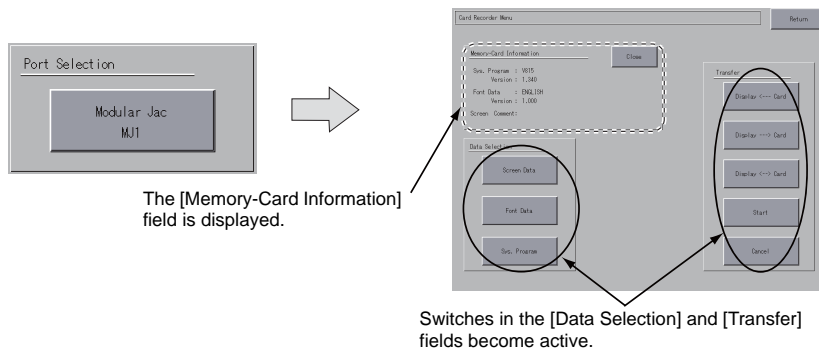 Port Selection
Modular Jac
MJ1
The [Memory-Card Information]
field is displayed.
Card Recorder Menu
Return
Memory-Card Information
Close
Sys. Program : V815
Version : 1.340
Font Data : ENGLISH
Version : 1.000
Screen Comment:
Data Selection
Screen Data
Font Data
Sys. Program
Transfer
Display <--- Card
Display ---> Card
Display <--> Card
Start
Cancel
Switches in the [Data Selection] and [Transfer]
fields become active.